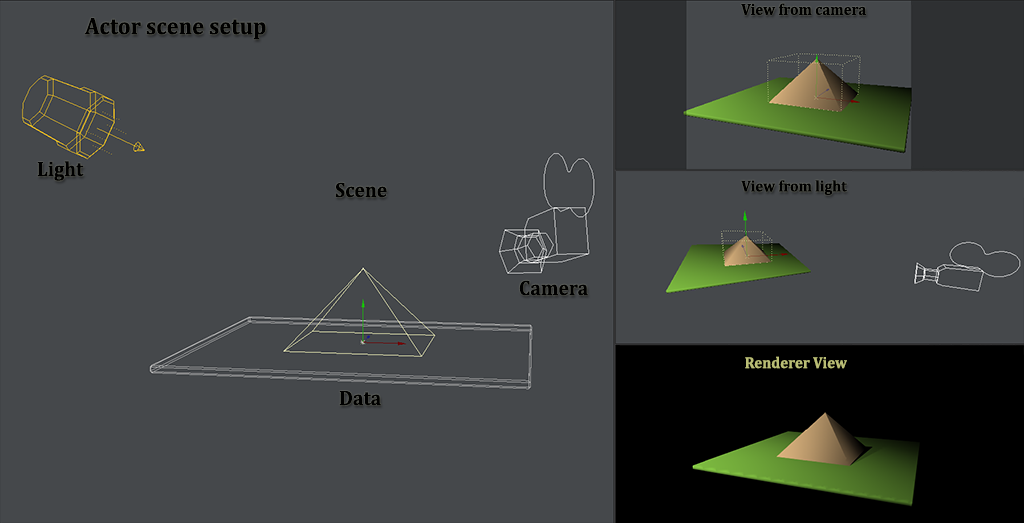 Actor scene setup
Light
Scene
Camera
Data
View from camera
View from light
Renderer View